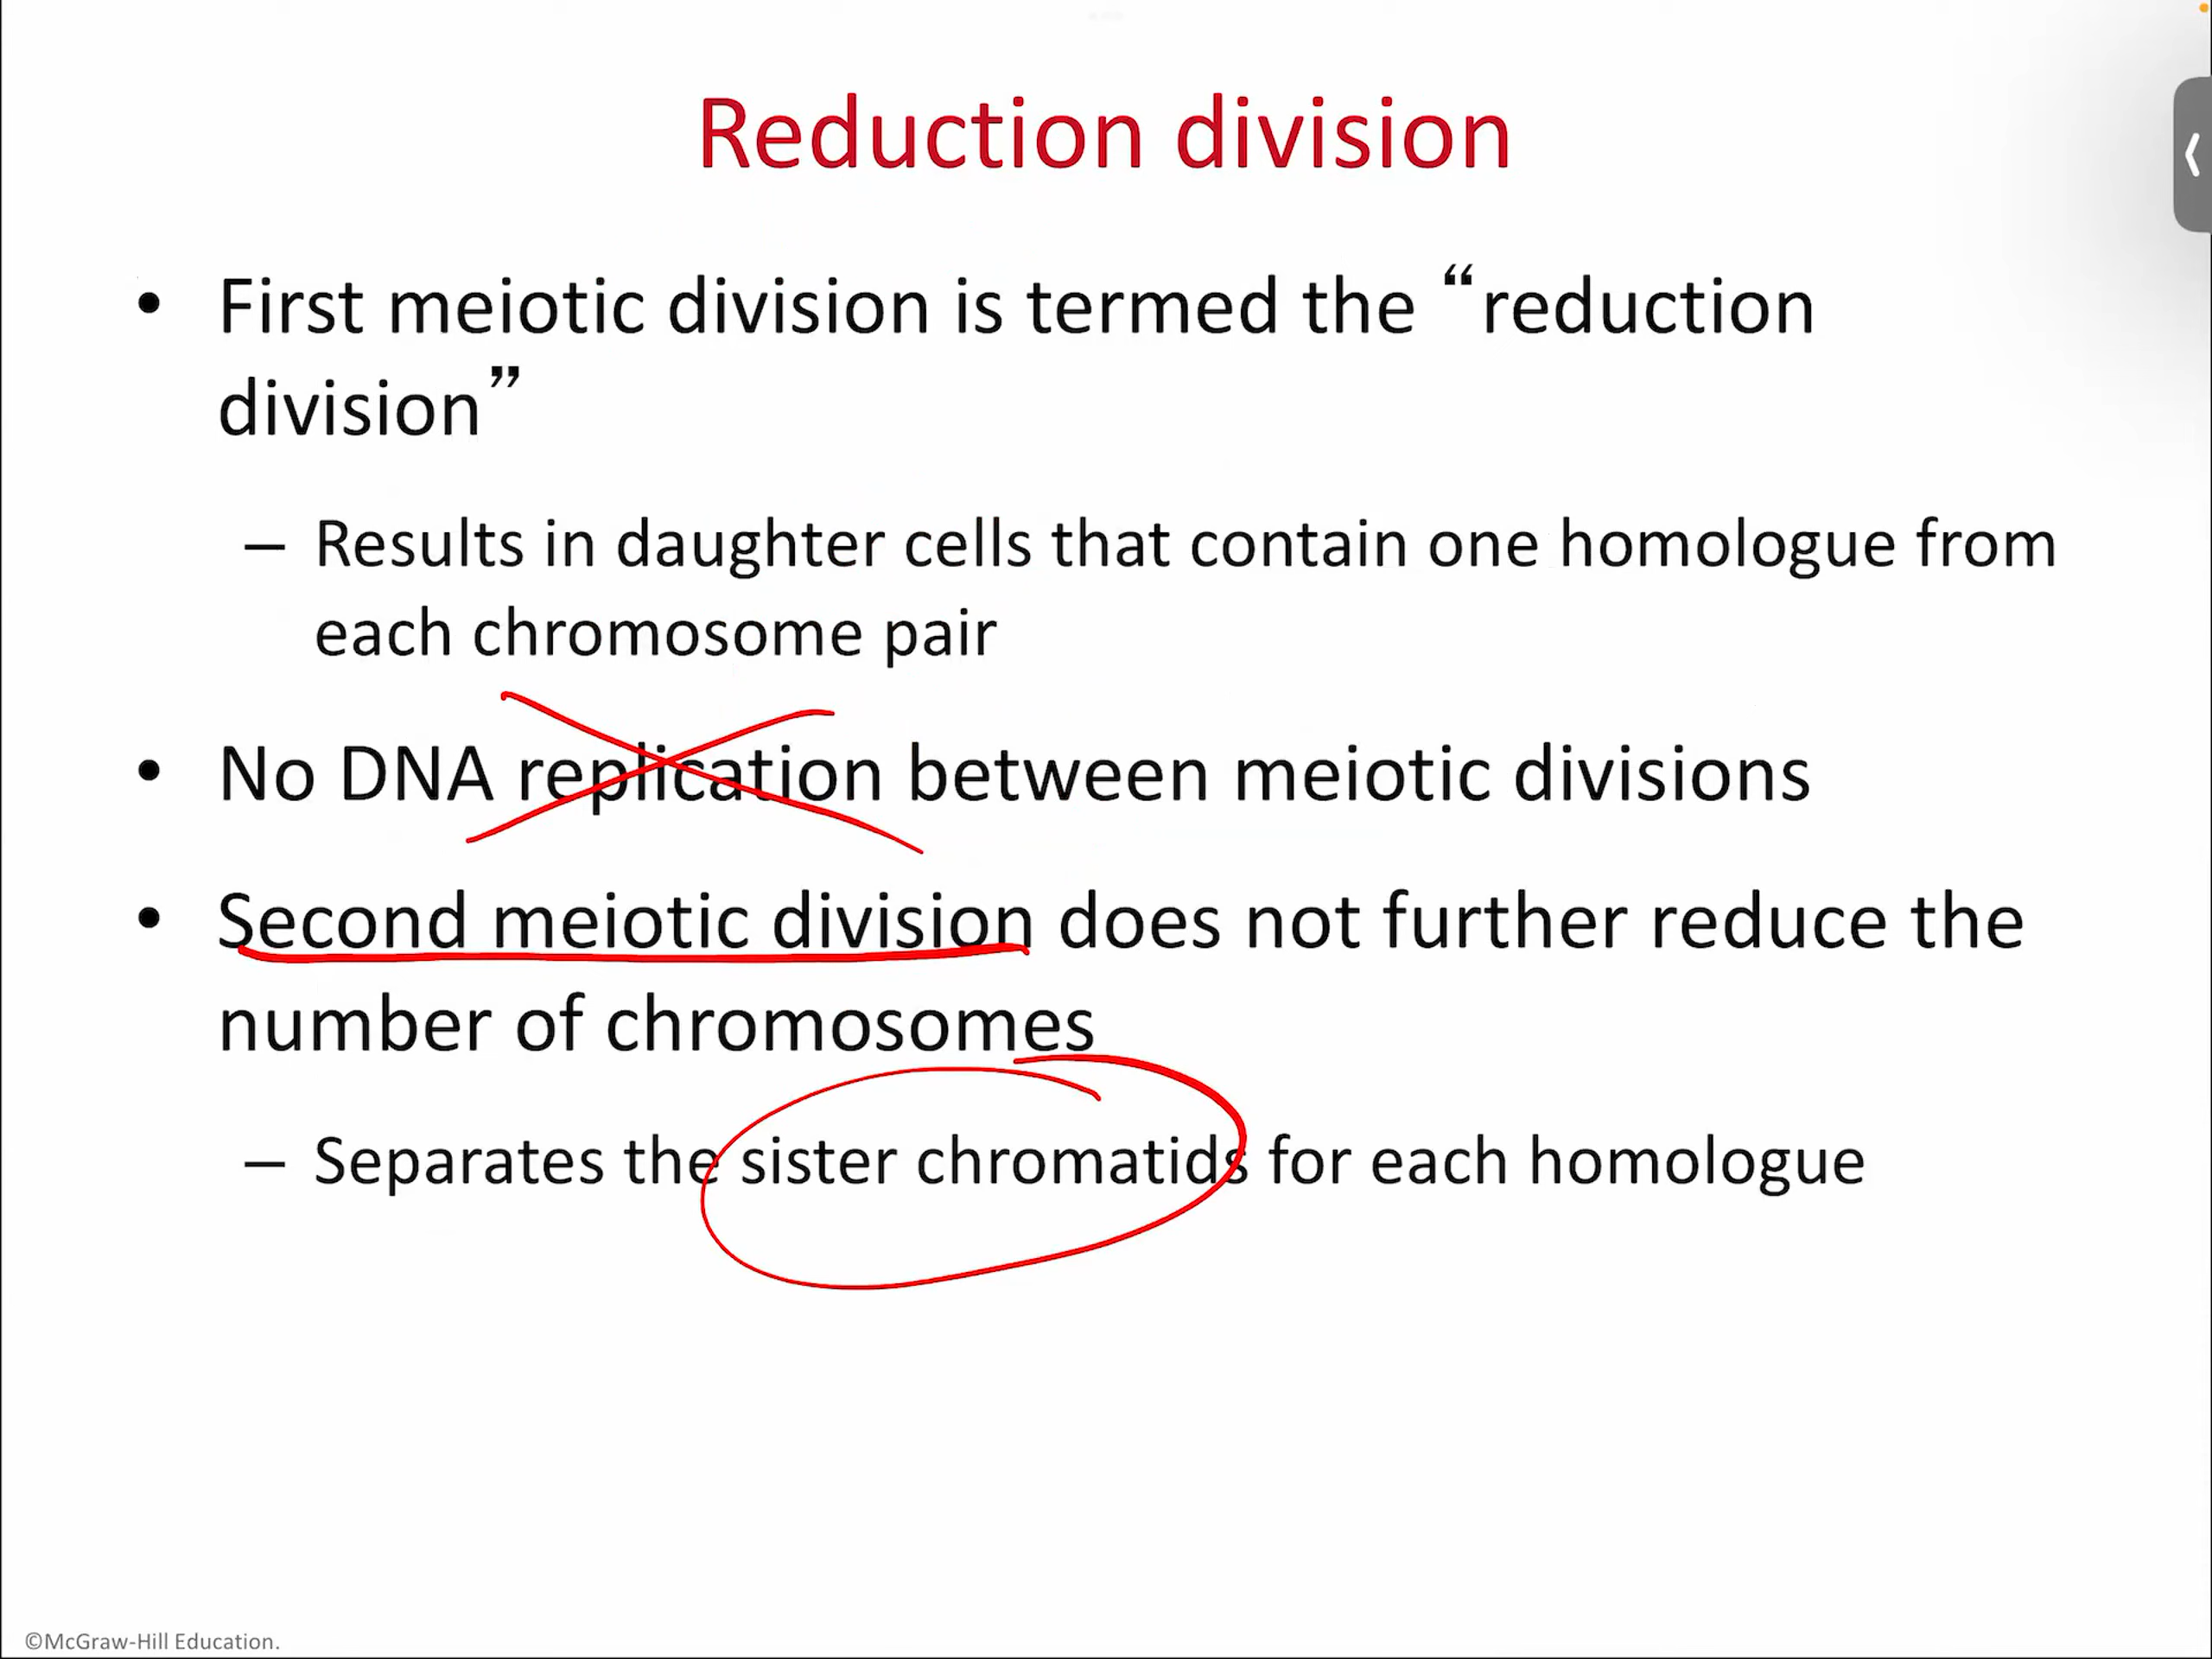 Reduction division
• First meiotic division is termed the “reduction
division”
– Results in daughter cells that contain one homologue from
each chromosome pair
• No DNA replication between meiotic divisions
• Second meiotic division does not further reduce the
number of chromosomes
– Separates the sister chromatids for each homologue
©McGraw-Hill Education.